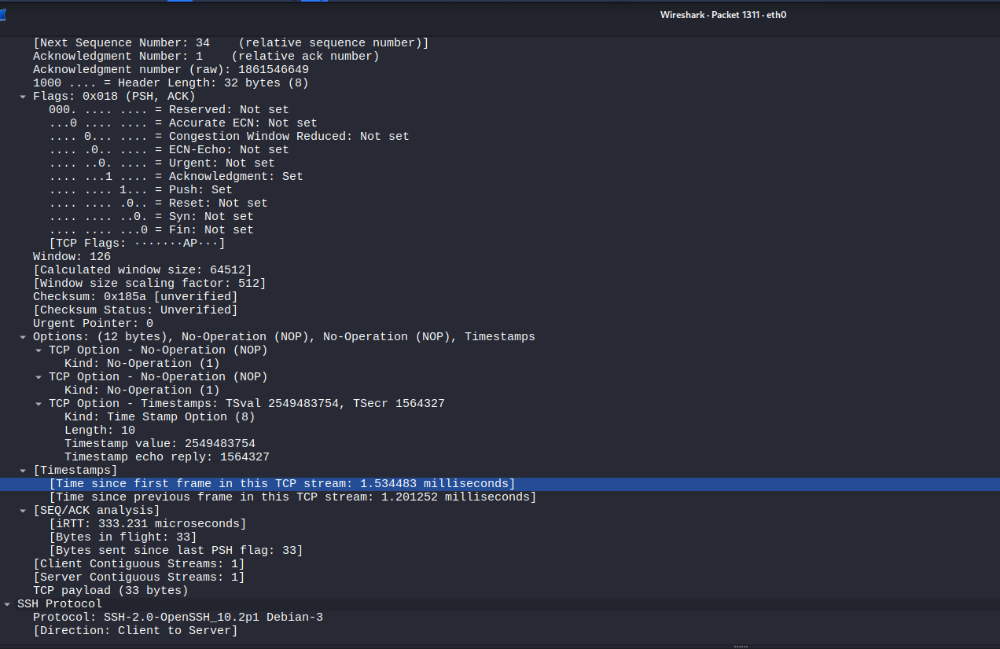 Wireshark · Packet 1311 · eth0
[Next Sequence Number: 34    (relative sequence number)]
Acknowledgment Number: 1    (relative ack number)
Acknowledgment number (raw): 1861546649
1000 .... = Header Length: 32 bytes (8)
Flags: 0x018 (PSH, ACK)
000. .... .... = Reserved: Not set
...0 .... .... = Accurate ECN: Not set
.... 0... .... = Congestion Window Reduced: Not set
.... .0.. .... = ECN-Echo: Not set
.... ..0. .... = Urgent: Not set
.... ...1 .... = Acknowledgment: Set
.... .... 1... = Push: Set
.... .... .0.. = Reset: Not set
.... .... ..0. = Syn: Not set
.... .... ...0 = Fin: Not set
[TCP Flags: ·······AP···]
Window: 126
[Calculated window size: 64512]
[Window size scaling factor: 512]
Checksum: 0x185a [unverified]
[Checksum Status: Unverified]
Urgent Pointer: 0
Options: (12 bytes), No-Operation (NOP), No-Operation (NOP), Timestamps
TCP Option - No-Operation (NOP)
Kind: No-Operation (1)
TCP Option - No-Operation (NOP)
Kind: No-Operation (1)
TCP Option - Timestamps: TSval 2549483754, TSecr 1564327
Kind: Time Stamp Option (8)
Length: 10
Timestamp value: 2549483754
Timestamp echo reply: 1564327
[Timestamps]
[Time since first frame in this TCP stream: 1.534483 milliseconds]
[Time since previous frame in this TCP stream: 1.201252 milliseconds]
[SEQ/ACK analysis]
[iRTT: 333.231 microseconds]
[Bytes in flight: 33]
[Bytes sent since last PSH flag: 33]
[Client Contiguous Streams: 1]
[Server Contiguous Streams: 1]
TCP payload (33 bytes)
SSH Protocol
Protocol: SSH-2.0-OpenSSH_10.2p1 Debian-3
[Direction: Client to Server]